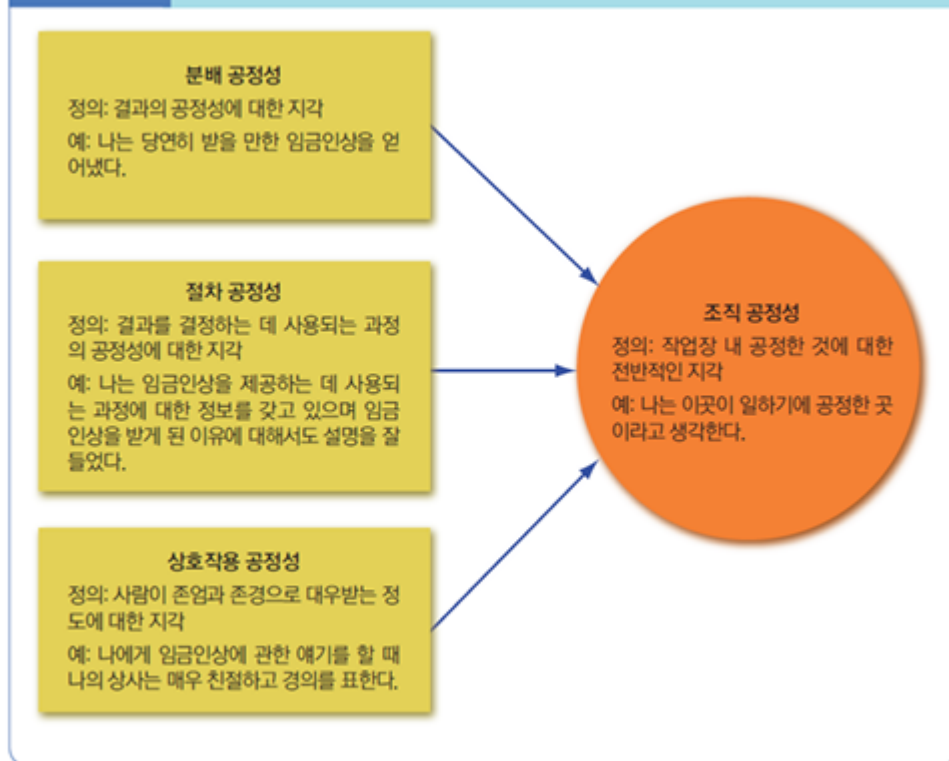 분배 공정성
정의: 결과의 공정성에 대한 지각
예: 나는 당연히 받을 만한 임금인상을 얻
어냈다.
절차 공정성
정의: 결과를 결정하는 데 사용되는 과정
의 공정성에 대한 지각
예: 나는 임금인상을 제공하는 데 사용되
는 과정에 대한 정보를 갖고 있으며 임금
인상을 받게 된 이유에 대해서도 설명을 잘
들었다.
상호작용 공정성
정의: 사람이 존엄과 존경으로 대우받는 정
도에 대한 지각
예: 나에게 임금인상에 관한 얘기를 할 때
나의 상사는 매우 친절하고 경의를 표한다.
조직 공정성
정의: 작업장 내 공정한 것에 대한
전반적인 지각
예: 나는 이곳이 일하기에 공정한 곳
이라고 생각한다.